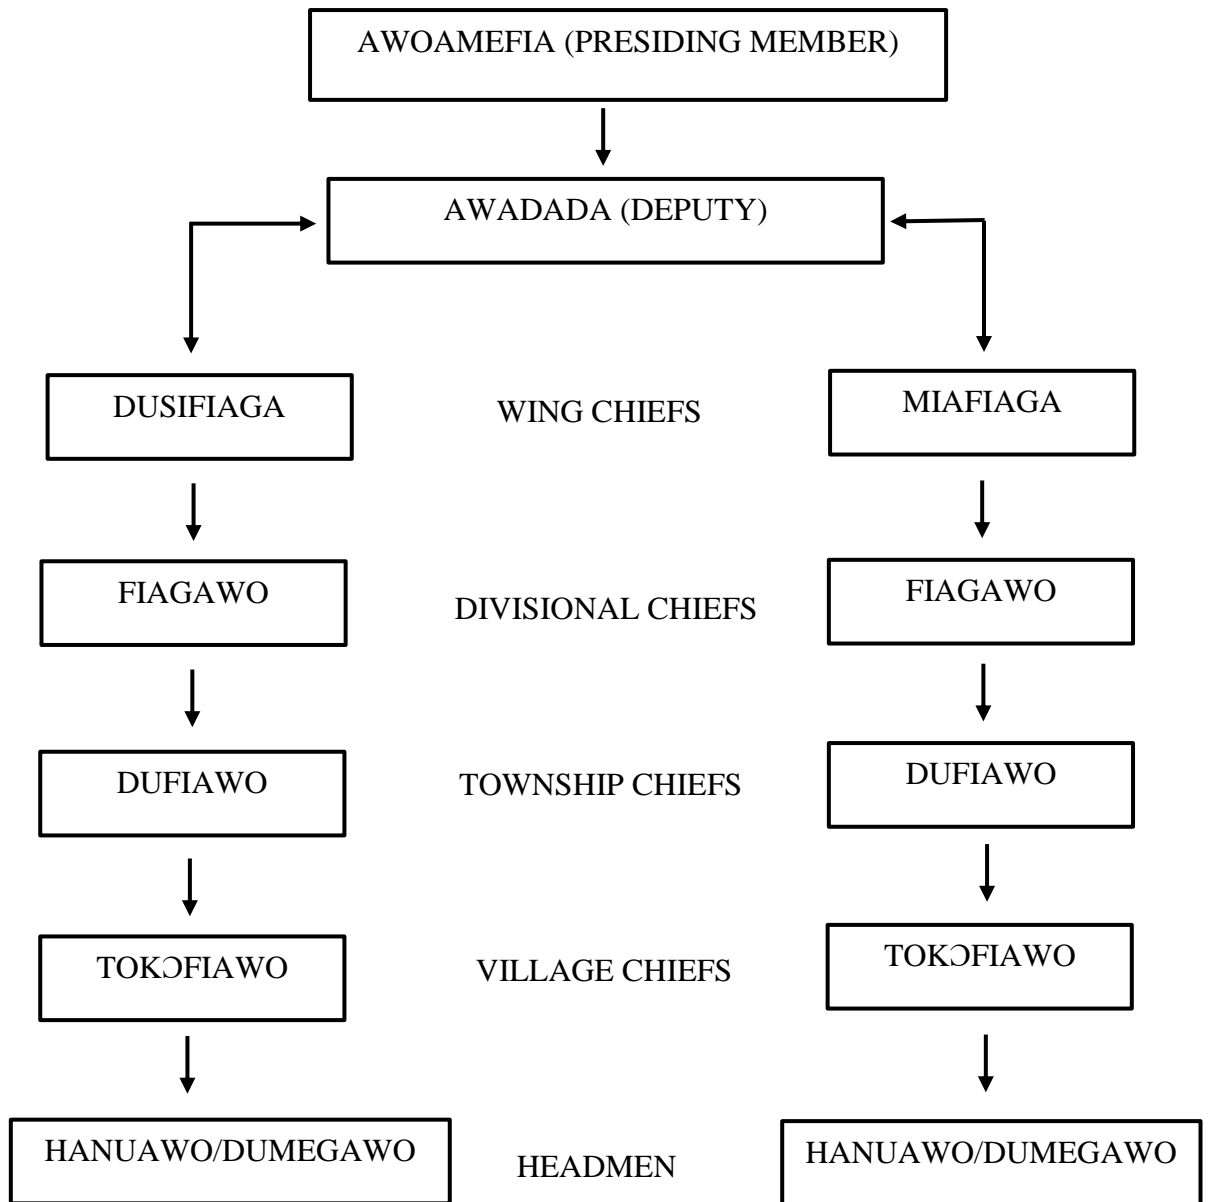 AWOAMEFIA (PRESIDING MEMBER)
AWADADA (DEPUTY)
DUSIFIAGA
WING CHIEFS
MIAFIAGA
FIAGAWO
DIVISIONAL CHIEFS
FIAGAWO
DUFIAWO
TOWNSHIP CHIEFS
DUFIAWO
TOKƆFIAWO
VILLAGE CHIEFS
TOKƆFIAWO
HANUAWO/DUMEGAWO
HEADMEN
HANUAWO/DUMEGAWO